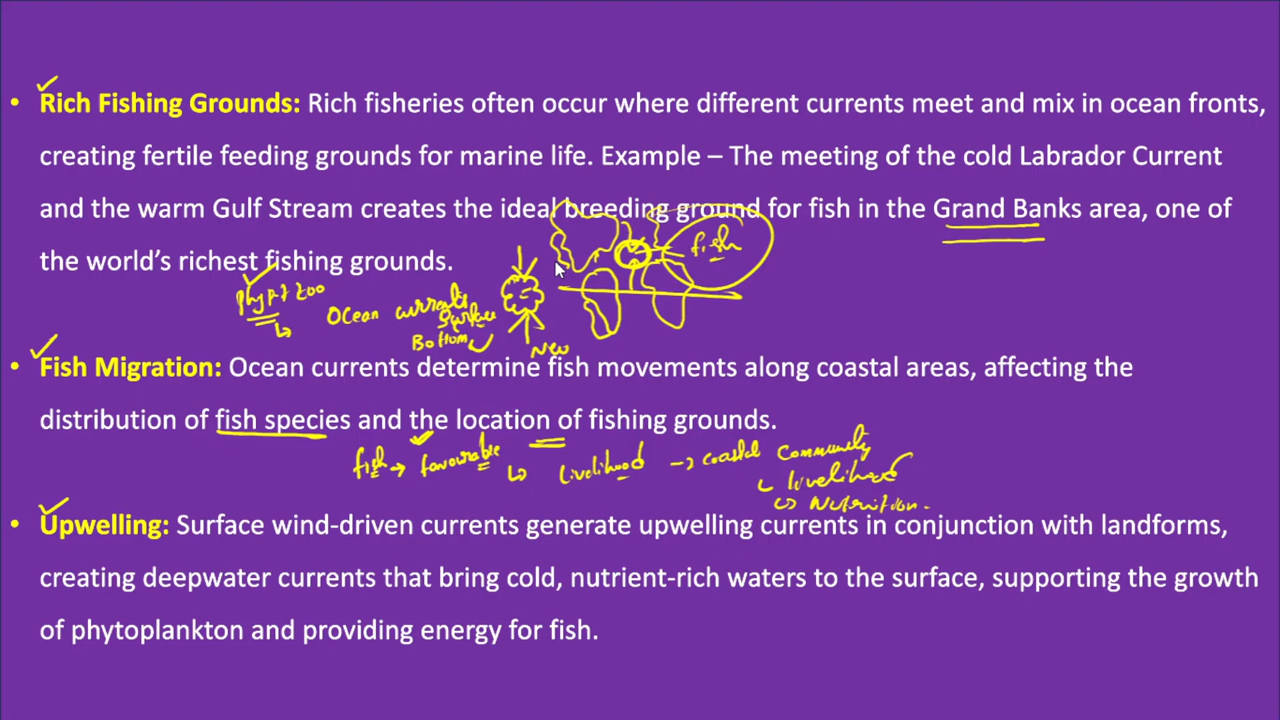 • Rich Fishing Grounds: Rich fisheries often occur where different currents meet and mix in ocean fronts,
creating fertile feeding grounds for marine life. Example – The meeting of the cold Labrador Current
and the warm Gulf Stream creates the ideal breeding ground for fish in the Grand Banks area, one of
fish
the world’s richest fishing grounds.
zoo
Ocean currents
Surface
Bottom
New
• Fish Migration: Ocean currents determine fish movements along coastal areas, affecting the
distribution of fish species and the location of fishing grounds.
fish → favourable ↳ Livelihood → coastal community
livelihood
Nutrition
• Upwelling: Surface wind-driven currents generate upwelling currents in conjunction with landforms,
creating deepwater currents that bring cold, nutrient-rich waters to the surface, supporting the growth
of phytoplankton and providing energy for fish.